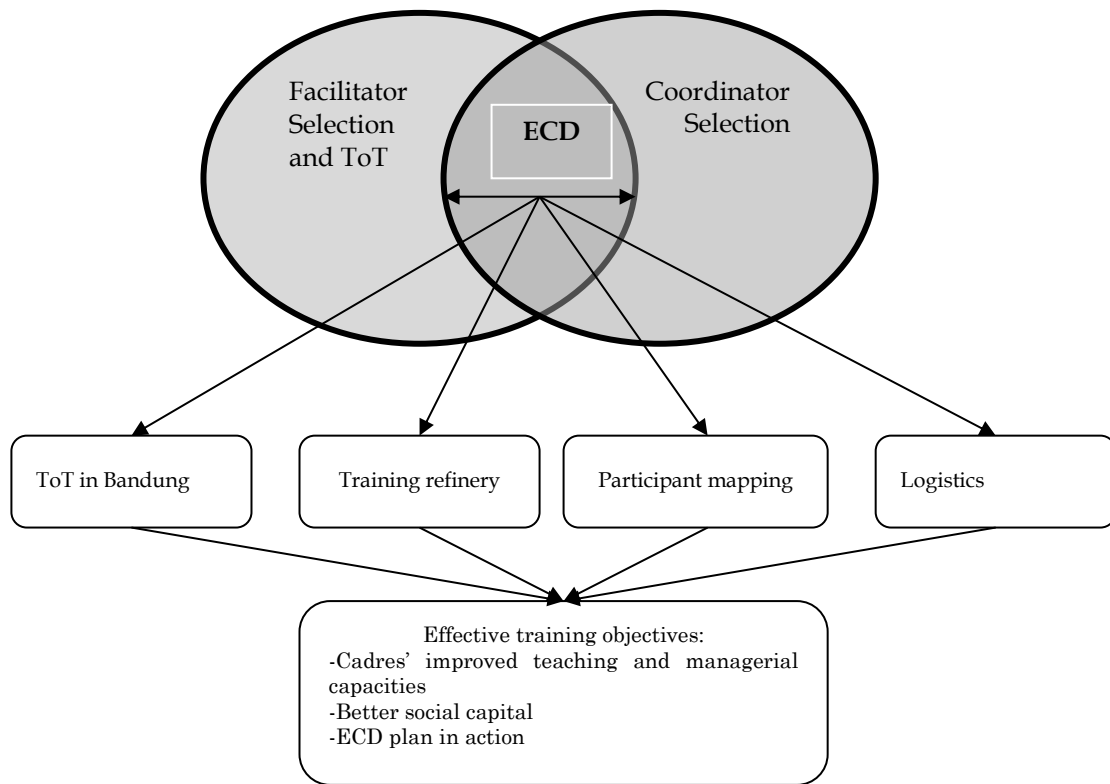 Facilitator
Selection
and ToT
ECD
Coordinator
Selection
ToT in Bandung
Training refinery
Participant mapping
Logistics
Effective training objectives:
-Cadres’ improved teaching and managerial
capacities
-Better social capital
-ECD plan in action